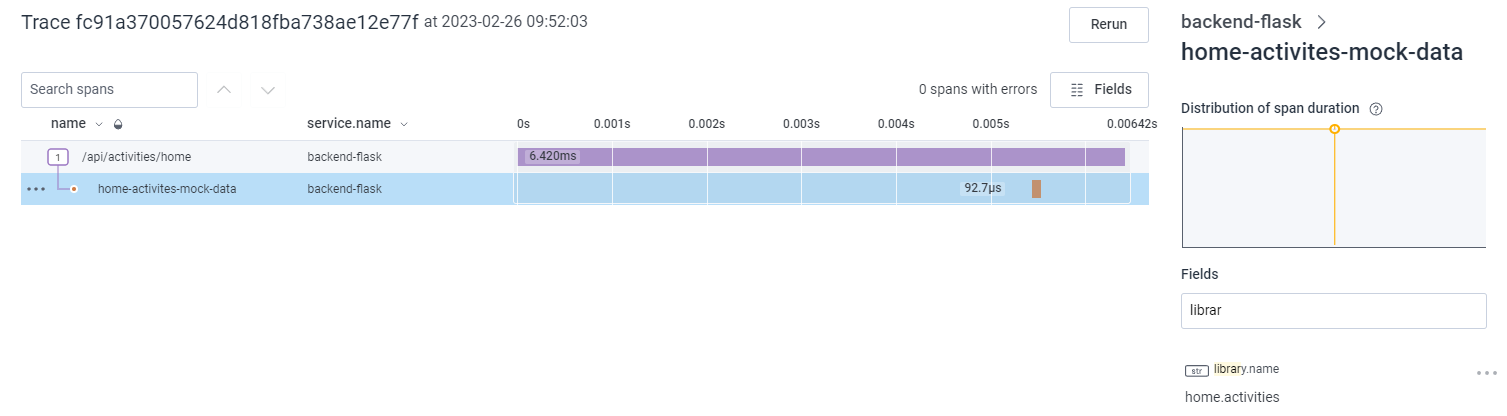 Trace fc91a370057624d818fba738ae12e77f at 2023-02-26 09:52:03
Rerun
Search spans
0 spans with errors
Fields
name service.name 0s 0.001s 0.002s 0.003s 0.004s 0.005s 0.00642s
1 /api/activities/home backend-flask 6.420ms
home-activites-mock-data backend-flask 92.7µs
backend-flask
home-activites-mock-data
Distribution of span duration ?
Fields
librar
str library.name
home.activities